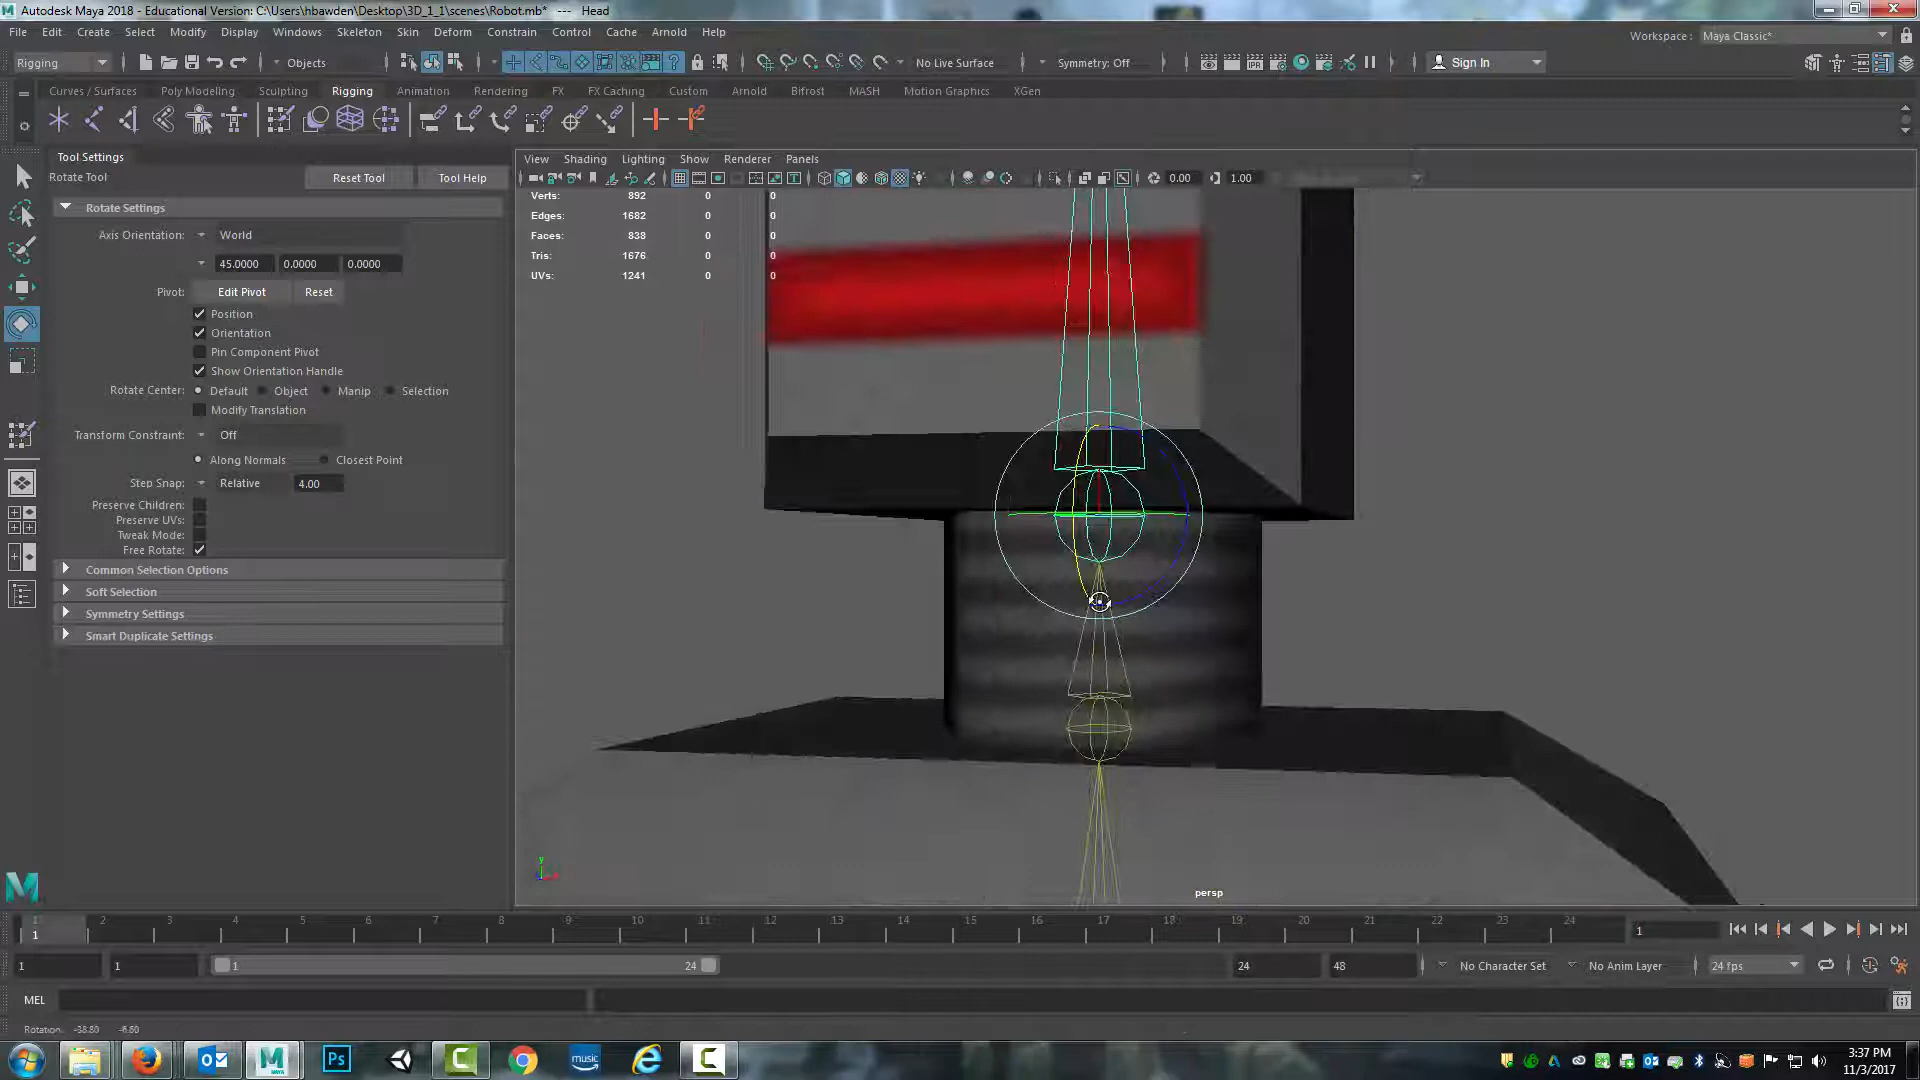 Autodesk Maya 2018 - Educational Version: C:\Users\hbawden\Desktop\3D_1_1\scenes\Robot.mb* --- Head
File Edit Create Select Modify Display Windows Skeleton Skin Deform Constrain Control Cache Arnold Help
Workspace : Maya Classic*
Rigging Objects No Live Surface Symmetry: Off Sign In
Curves / Surfaces Poly Modeling Sculpting Rigging Animation Rendering FX FX Caching Custom Arnold Bifrost MASH Motion Graphics XGen
Tool Settings
Rotate Tool Reset Tool Tool Help
View Shading Lighting Show Renderer Panels
0.00 1.00
Rotate Settings
Axis Orientation: World
45.0000 0.0000 0.0000
Pivot: Edit Pivot Reset
Position
Orientation
Pin Component Pivot
Show Orientation Handle
Rotate Center: Default Object Manip Selection
Modify Translation
Transform Constraint: Off
Along Normals Closest Point
Step Snap: Relative 4.00
Preserve Children:
Preserve UVs:
Tweak Mode:
Free Rotate:
Common Selection Options
Soft Selection
Symmetry Settings
Smart Duplicate Settings
Verts: 892 0 0
Edges: 1682 0 0
Faces: 838 0 0
Tris: 1676 0 0
UVs: 1241 0 0
y
persp
1 2 3 4 5 6 7 8 9 10 11 12 13 14 15 16 17 18 19 20 21 22 23 24
1 1
1 1 1 24 24 48 No Character Set No Anim Layer 24 fps
MEL
Rotation: -38.80 -6.60
MAYA Ps music
3:37 PM
11/3/2017